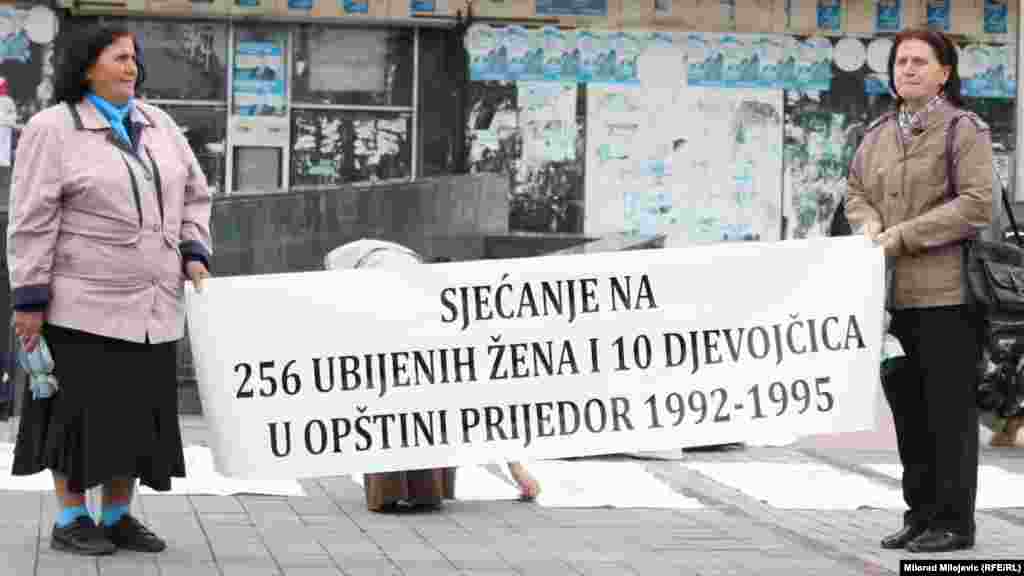 SJEĆANJE NA
256 UBIJENIH ŽENA I 10 DJEVOJČICA
U OPŠTINI PRIJEDOR 1992-1995
Milorad Milojevic (RFE/RL)